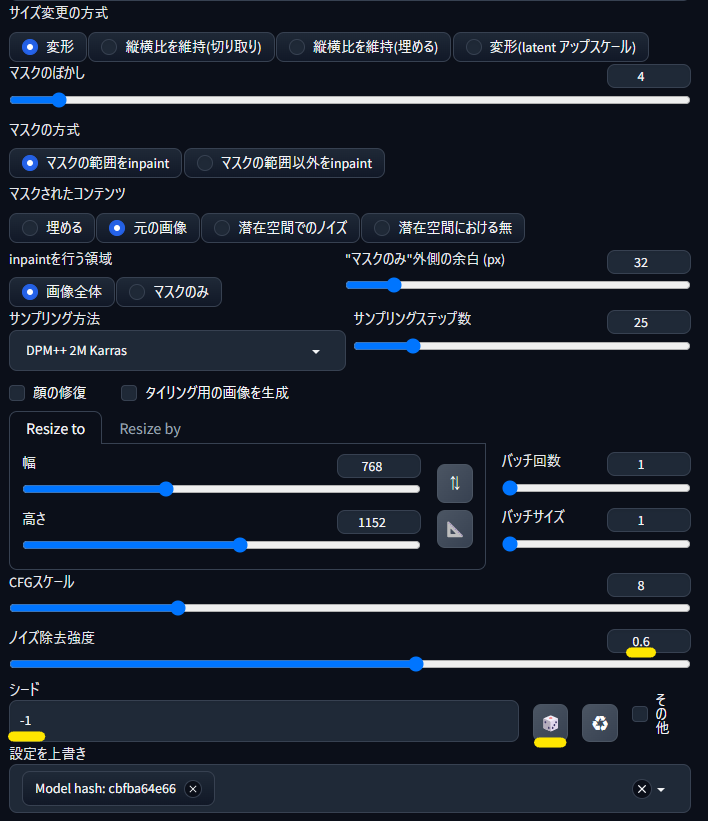 サイズ変更の方式
変形 縦横比を維持(切り取り) 縦横比を維持(埋める) 変形(latent アップスケール)
マスクのぼかし 4
マスクの方式
マスクの範囲をinpaint マスクの範囲以外をinpaint
マスクされたコンテンツ
埋める 元の画像 潜在空間でのノイズ 潜在空間における無
inpaintを行う領域 "マスクのみ"外側の余白 (px) 32
画像全体 マスクのみ
サンプリング方法 サンプリングステップ数 25
DPM++ 2M Karras
顔の修復 タイリング用の画像を生成
Resize to Resize by
幅 768 バッチ回数 1
高さ 1152 バッチサイズ 1
CFGスケール 8
ノイズ除去強度 0.6
シード その他
-1
設定を上書き
Model hash: cbfba64e66